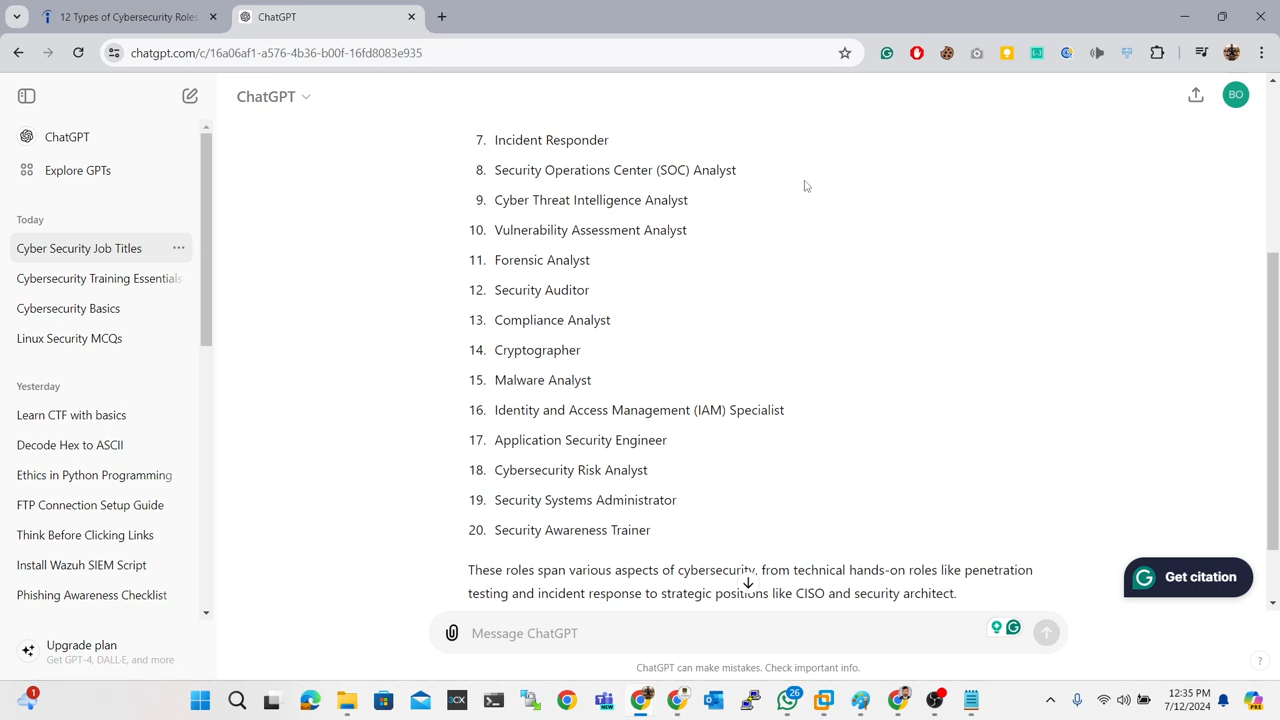 12 Types of Cybersecurity Roles
ChatGPT
chatgpt.com/c/16a06af1-a576-4b36-b00f-16fd8083e935
ChatGPT
BO
ChatGPT
Explore GPTs
Today
Cyber Security Job Titles
Cybersecurity Training Essentials
Cybersecurity Basics
Linux Security MCQs
Yesterday
Learn CTF with basics
Decode Hex to ASCII
Ethics in Python Programming
FTP Connection Setup Guide
Think Before Clicking Links
Install Wazuh SIEM Script
Phishing Awareness Checklist
Upgrade plan
Get GPT-4, DALL-E, and more
7. Incident Responder
8. Security Operations Center (SOC) Analyst
9. Cyber Threat Intelligence Analyst
10. Vulnerability Assessment Analyst
11. Forensic Analyst
12. Security Auditor
13. Compliance Analyst
14. Cryptographer
15. Malware Analyst
16. Identity and Access Management (IAM) Specialist
17. Application Security Engineer
18. Cybersecurity Risk Analyst
19. Security Systems Administrator
20. Security Awareness Trainer
These roles span various aspects of cybersecurity, from technical hands-on roles like penetration
testing and incident response to strategic positions like CISO and security architect.
Get citation
Message ChatGPT
ChatGPT can make mistakes. Check important info.
?
1
3CX
NEW
26
12:35 PM
7/12/2024
PRE